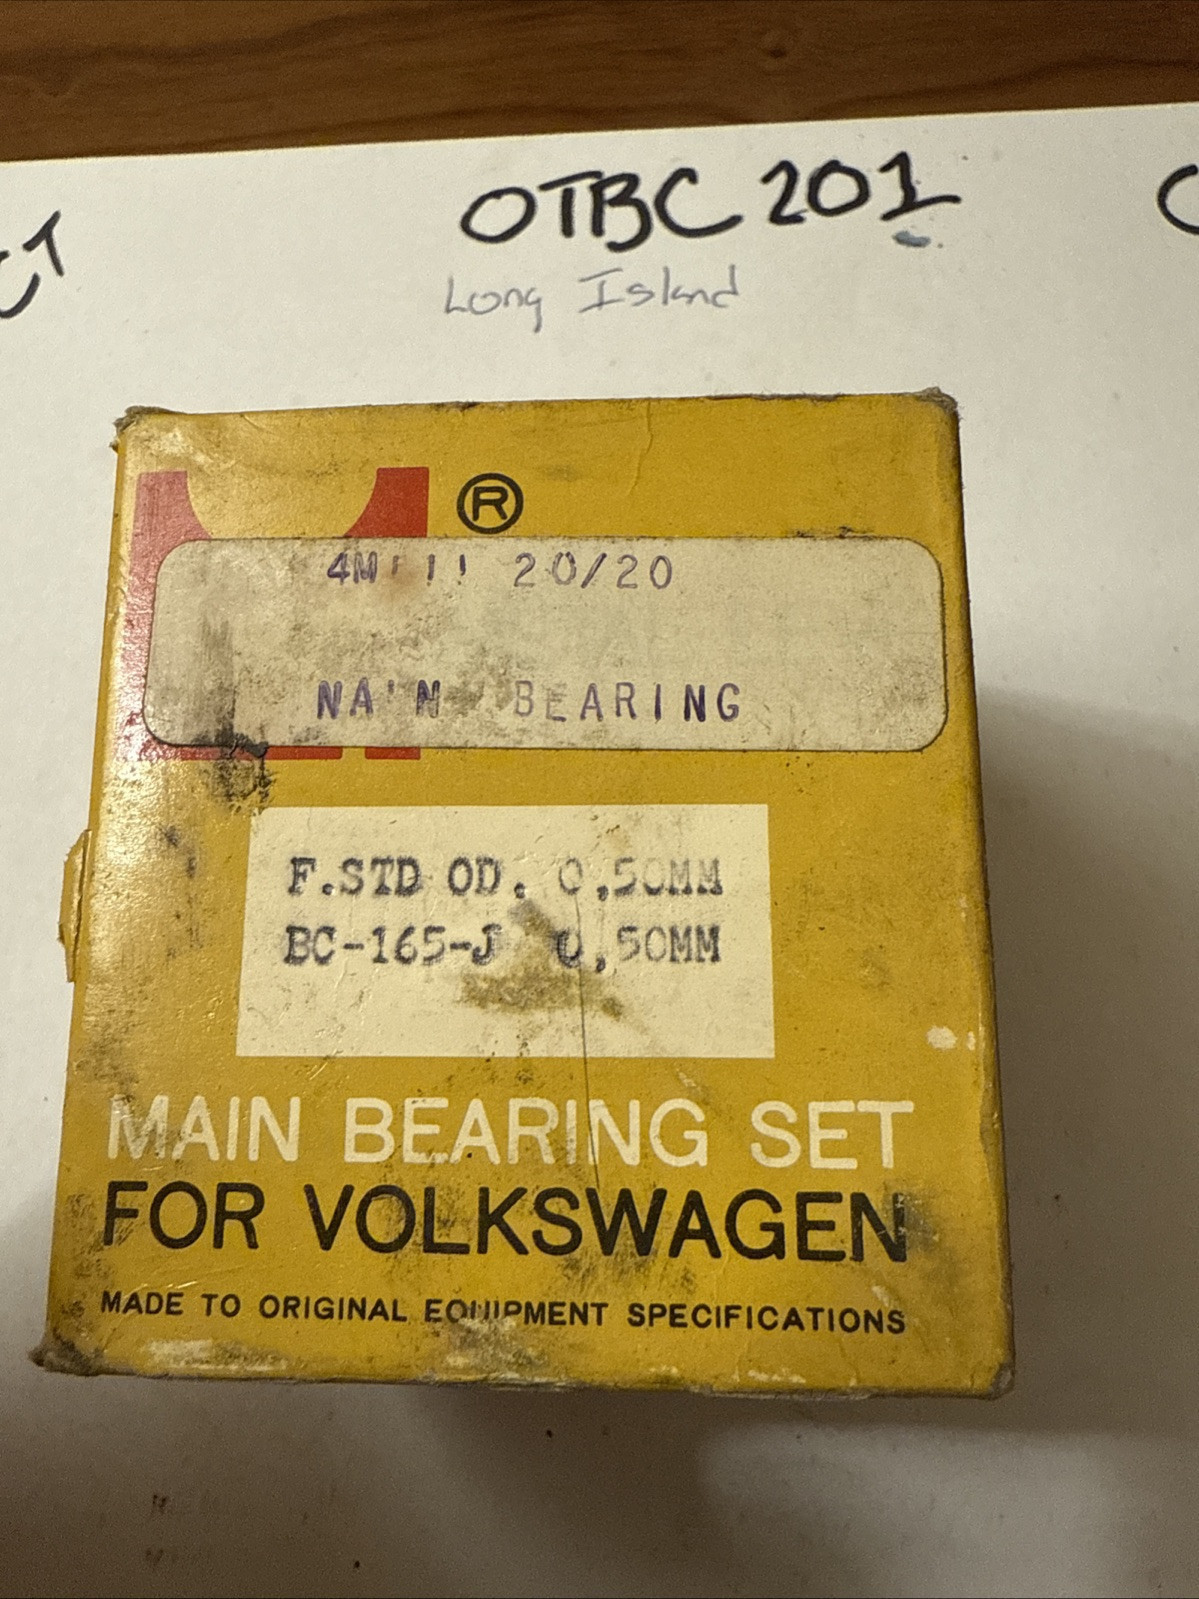 OTBC 201
Long Island
®
20/20
BEARING
F.STD OD. 0,50MM
BC-165-J 0,50MM
MAIN BEARING SET
FOR VOLKSWAGEN
MADE TO ORIGINAL EQUIPMENT SPECIFICATIONS